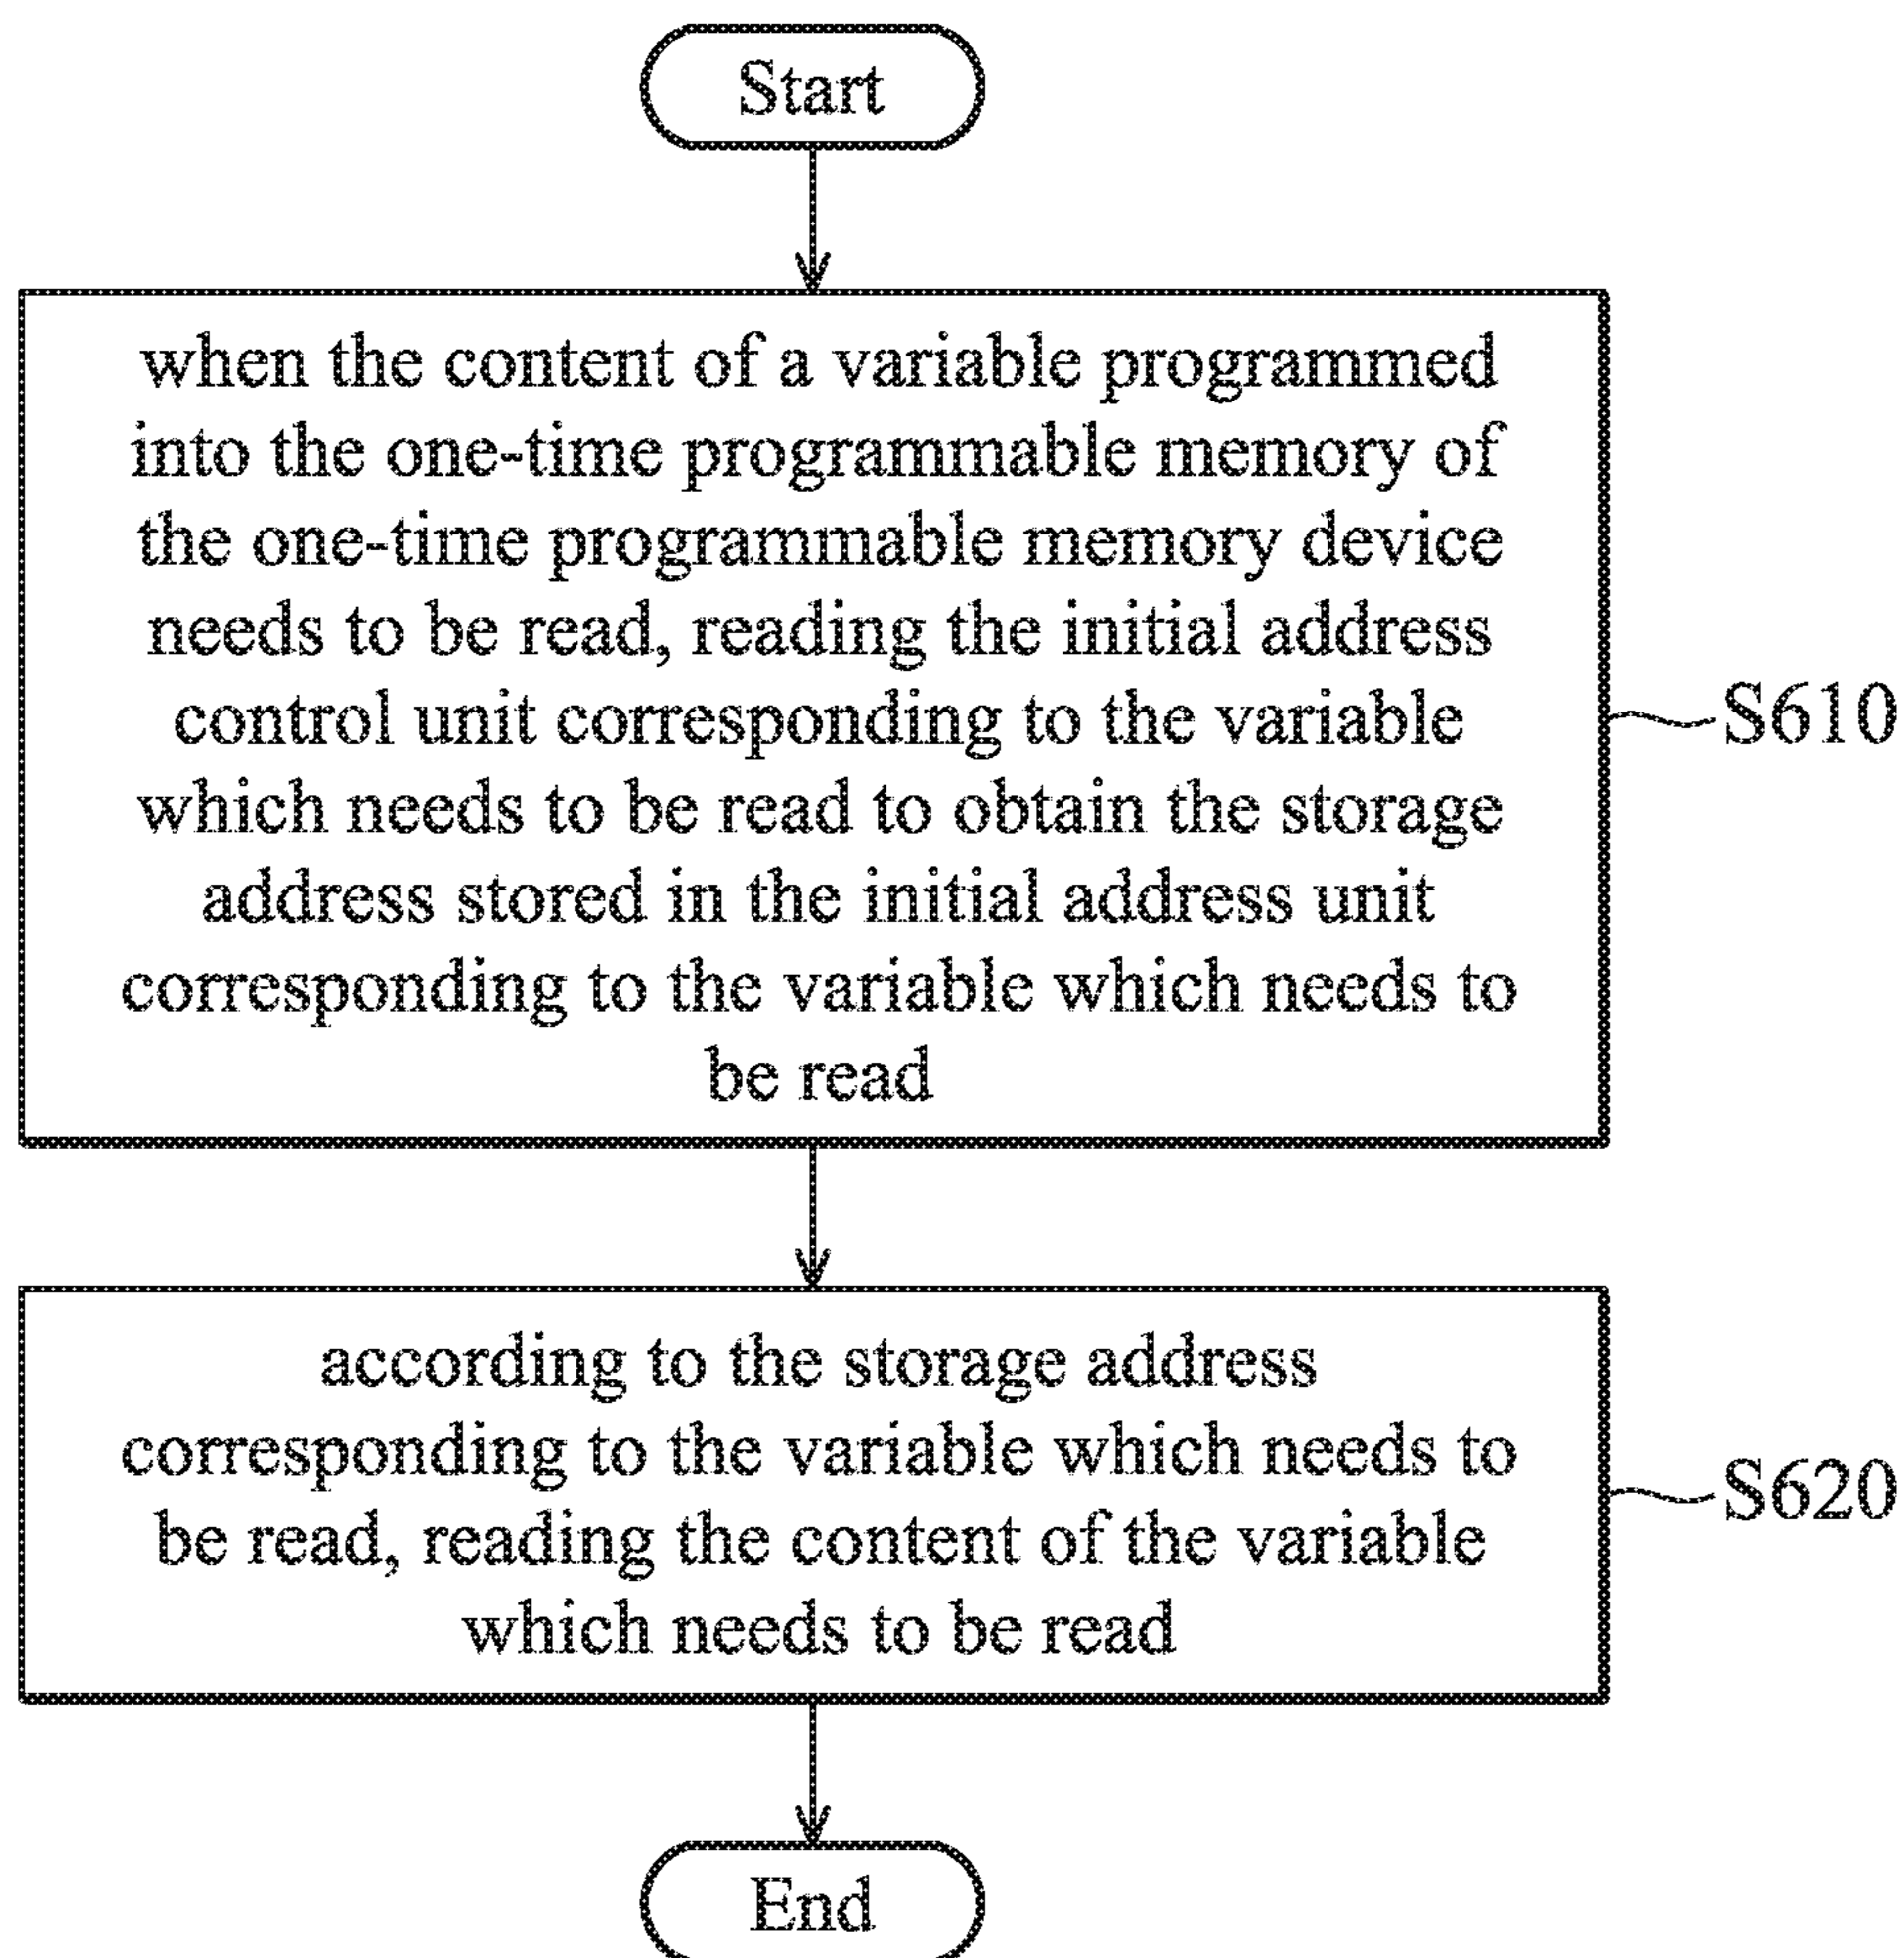 Start
when the content of a variable programmed
into the one-time programmable memory of
the one-time programmable memory device
needs to be read, reading the initial address
control unit corresponding to the variable
which needs to be read to obtain the storage
address stored in the initial address unit
corresponding to the variable which needs to
be read
S610
according to the storage address
corresponding to the variable which needs to
be read, reading the content of the variable
which needs to be read
S620
End